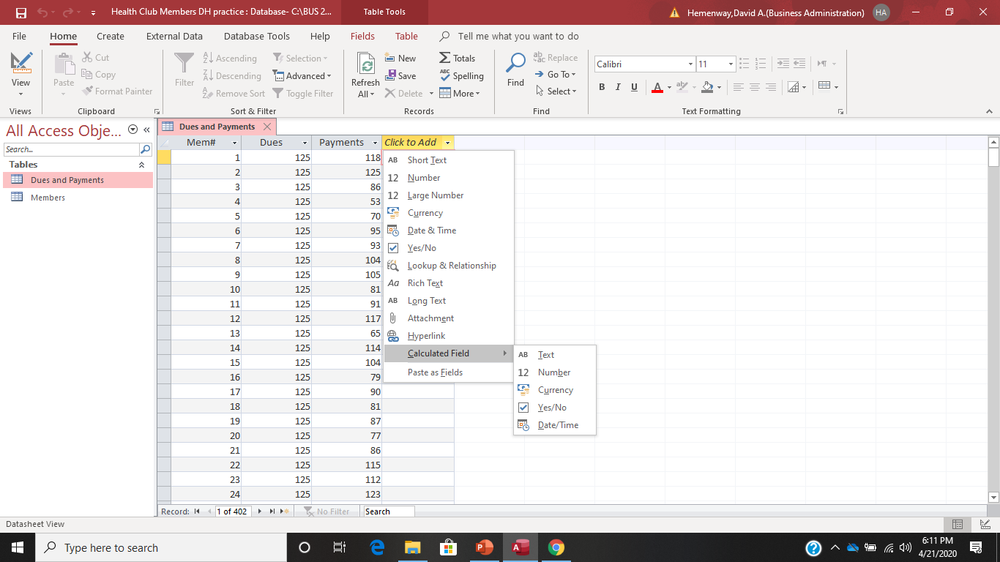 Health Club Members DH practice : Database- C:\BUS 2...
Table Tools
Hemenway,David A.(Business Administration)
HA
File
Home
Create
External Data
Database Tools
Help
Fields
Table
Tell me what you want to do
View
Views
Paste
Cut
Copy
Format Painter
Clipboard
Filter
Ascending
Descending
Remove Sort
Selection
Advanced
Toggle Filter
Sort & Filter
Refresh
All
New
Save
Delete
Totals
Spelling
More
Records
Find
Replace
Go To
Select
Find
Calibri
11
B I U A
Text Formatting
All Access Obje...
Search...
Tables
Dues and Payments
Members
Dues and Payments
Mem# Dues Payments Click to Add
1 125 118
2 125 125
3 125 86
4 125 53
5 125 70
6 125 95
7 125 93
8 125 104
9 125 105
10 125 81
11 125 91
12 125 117
13 125 65
14 125 114
15 125 104
16 125 79
17 125 90
18 125 81
19 125 87
20 125 77
21 125 86
22 125 115
23 125 112
24 125 123
AB Short Text
12 Number
12 Large Number
Currency
Date & Time
Yes/No
Lookup & Relationship
Aa Rich Text
AB Long Text
Attachment
Hyperlink
Calculated Field
Paste as Fields
AB Text
12 Number
Currency
Yes/No
Date/Time
Record: 1 of 402 No Filter Search
Datasheet View
Type here to search
6:11 PM
4/21/2020